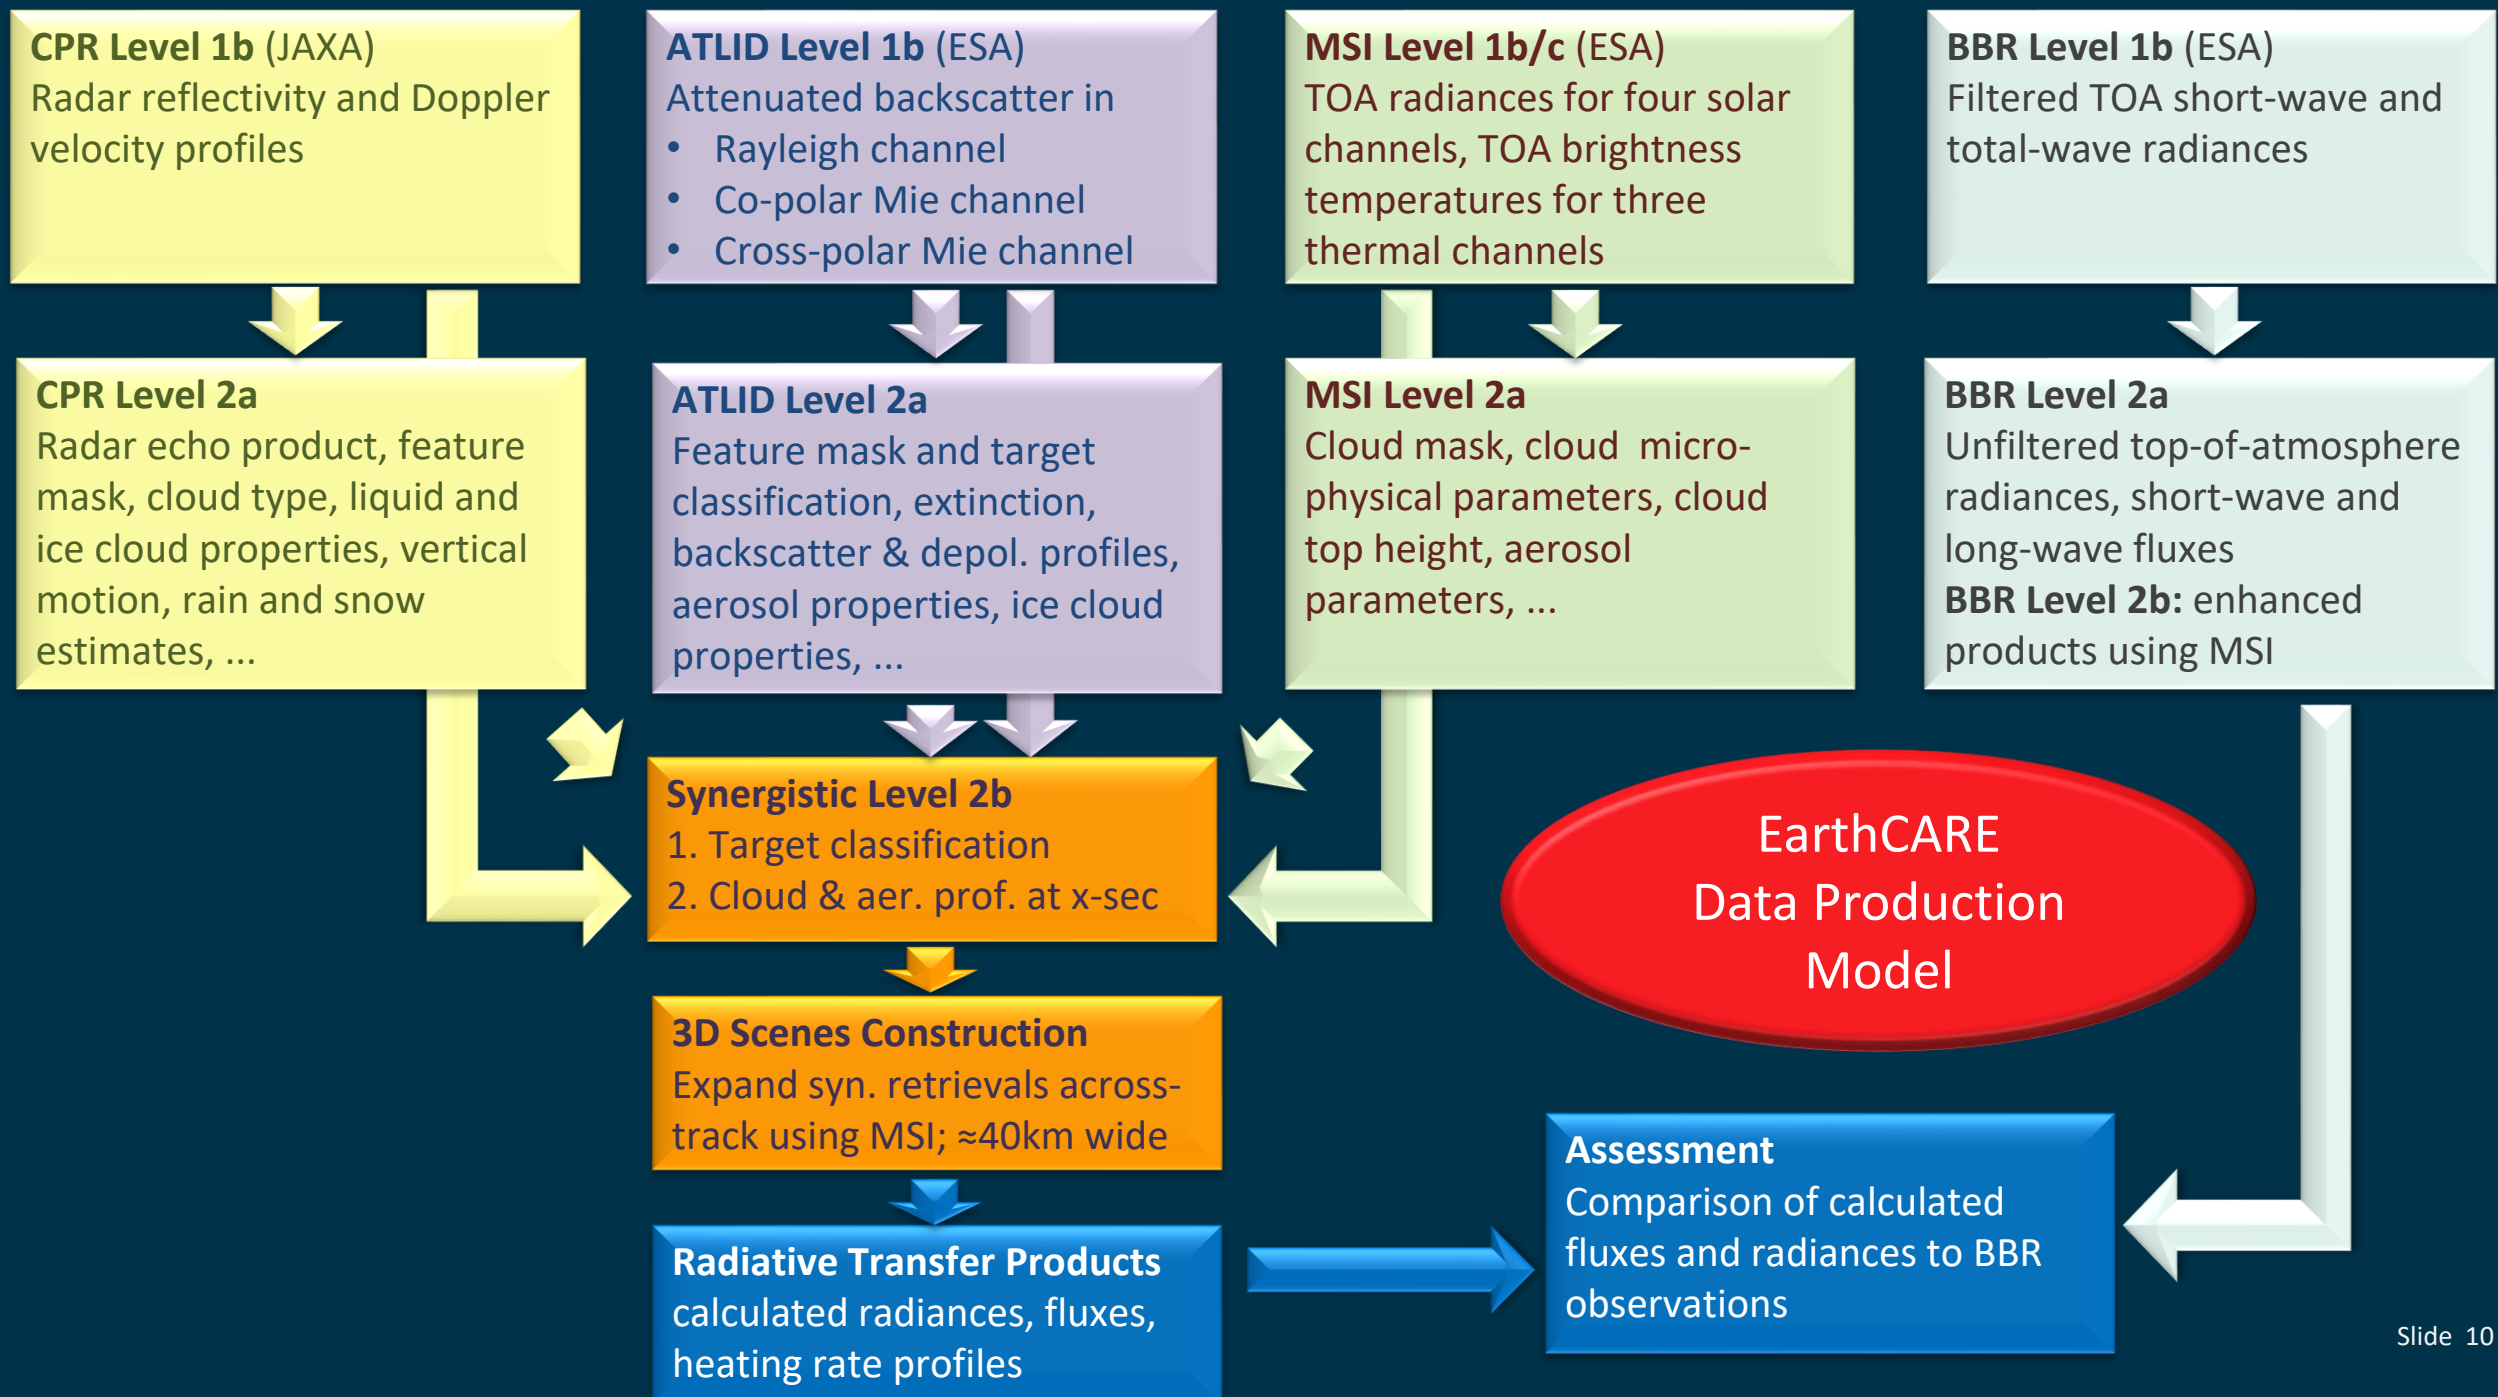 CPR Level 1b (JAXA)
Radar reflectivity and Doppler
velocity profiles
ATLID Level 1b (ESA)
Attenuated backscatter in
• Rayleigh channel
• Co-polar Mie channel
• Cross-polar Mie channel
MSI Level 1b/c (ESA)
TOA radiances for four solar
channels, TOA brightness
temperatures for three
thermal channels
BBR Level 1b (ESA)
Filtered TOA short-wave and
total-wave radiances
CPR Level 2a
Radar echo product, feature
mask, cloud type, liquid and
ice cloud properties, vertical
motion, rain and snow
estimates, ...
ATLID Level 2a
Feature mask and target
classification, extinction,
backscatter & depol. profiles,
aerosol properties, ice cloud
properties, ...
MSI Level 2a
Cloud mask, cloud micro-
physical parameters, cloud
top height, aerosol
parameters, ...
BBR Level 2a
Unfiltered top-of-atmosphere
radiances, short-wave and
long-wave fluxes
BBR Level 2b: enhanced
products using MSI
Synergistic Level 2b
1. Target classification
2. Cloud & aer. prof. at x-sec
EarthCARE
Data Production
Model
3D Scenes Construction
Expand syn. retrievals across-
track using MSI; ≈40km wide
Radiative Transfer Products
calculated radiances, fluxes,
heating rate profiles
Assessment
Comparison of calculated
fluxes and radiances to BBR
observations
Slide 10